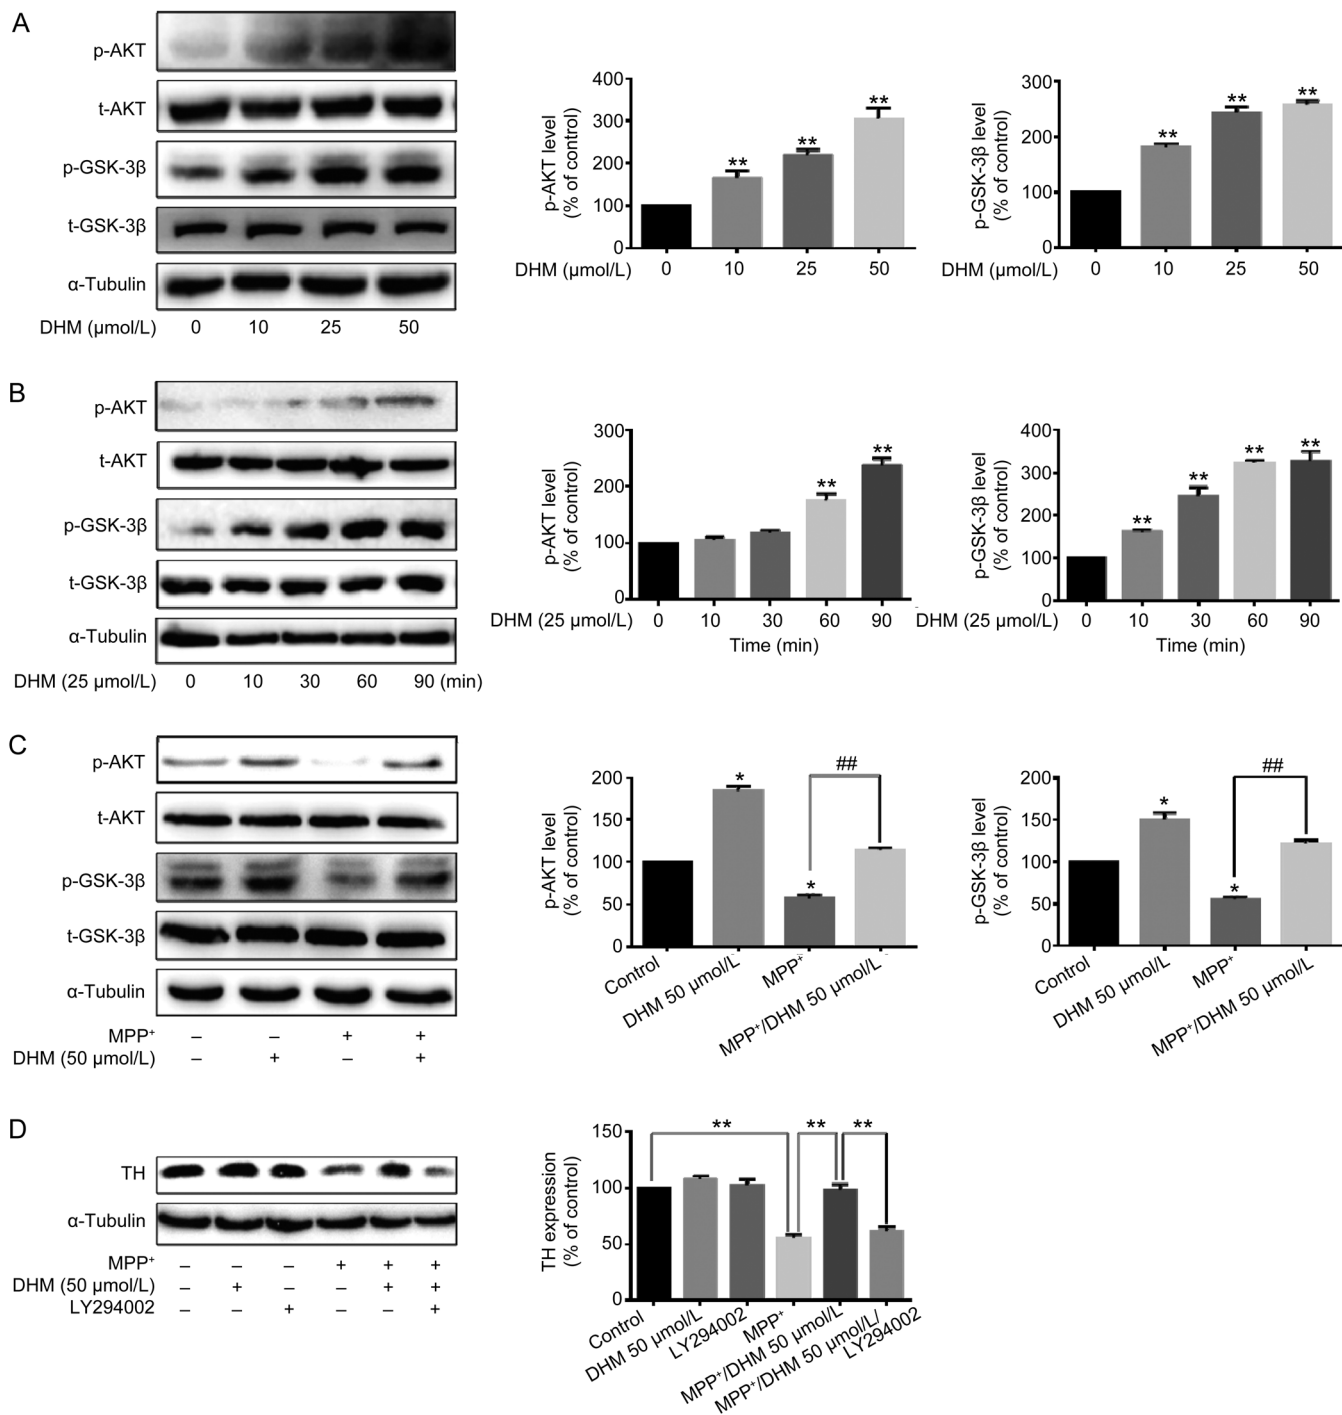 A
p-AKT
t-AKT
p-GSK-3β
t-GSK-3β
α-Tubulin
DHM (μmol/L) 0 10 25 50
p-AKT level
(% of control)
400
300
200
100
0
** ** **
DHM (μmol/L) 0 10 25 50
p-GSK-3β level
(% of control)
300
200
100
0
** ** **
DHM (μmol/L) 0 10 25 50
B
p-AKT
t-AKT
p-GSK-3β
t-GSK-3β
α-Tubulin
DHM (25 μmol/L) 0 10 30 60 90 (min)
p-AKT level
(% of control)
300
200
100
0
** **
DHM (25 μmol/L) 0 10 30 60 90
Time (min)
p-GSK-3β level
(% of control)
400
300
200
100
0
** ** ** **
DHM (25 μmol/L) 0 10 30 60 90
Time (min)
C
p-AKT
t-AKT
p-GSK-3β
t-GSK-3β
α-Tubulin
MPP⁺ – – + +
DHM (50 μmol/L) – + – +
p-AKT level
(% of control)
200
150
100
50
0
* * ##
Control
DHM 50 μmol/L
MPP⁺
MPP⁺/DHM 50 μmol/L
p-GSK-3β level
(% of control)
200
150
100
50
0
* * ##
Control
DHM 50 μmol/L
MPP⁺
MPP⁺/DHM 50 μmol/L
D
TH
α-Tubulin
MPP⁺ – – – + + +
DHM (50 μmol/L) – + – – + +
LY294002 – – + – – +
TH expression
(% of control)
150
100
50
0
** ** **
Control
DHM 50 μmol/L
LY294002
MPP⁺
MPP⁺/DHM 50 μmol/L
MPP⁺/DHM 50 μmol/L/
LY294002